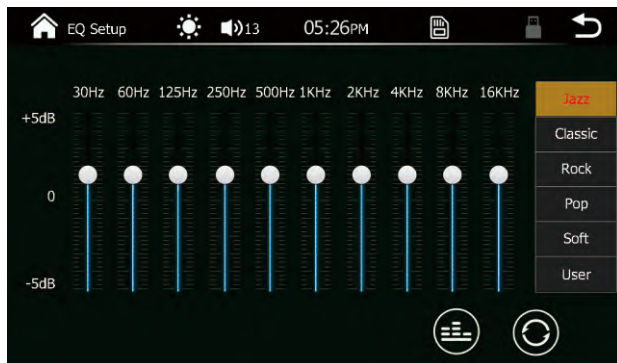 EQ Setup 13 05:26PM
30Hz 60Hz 125Hz 250Hz 500Hz 1KHz 2KHz 4KHz 8KHz 16KHz
+5dB
0
-5dB
Jazz
Classic
Rock
Pop
Soft
User